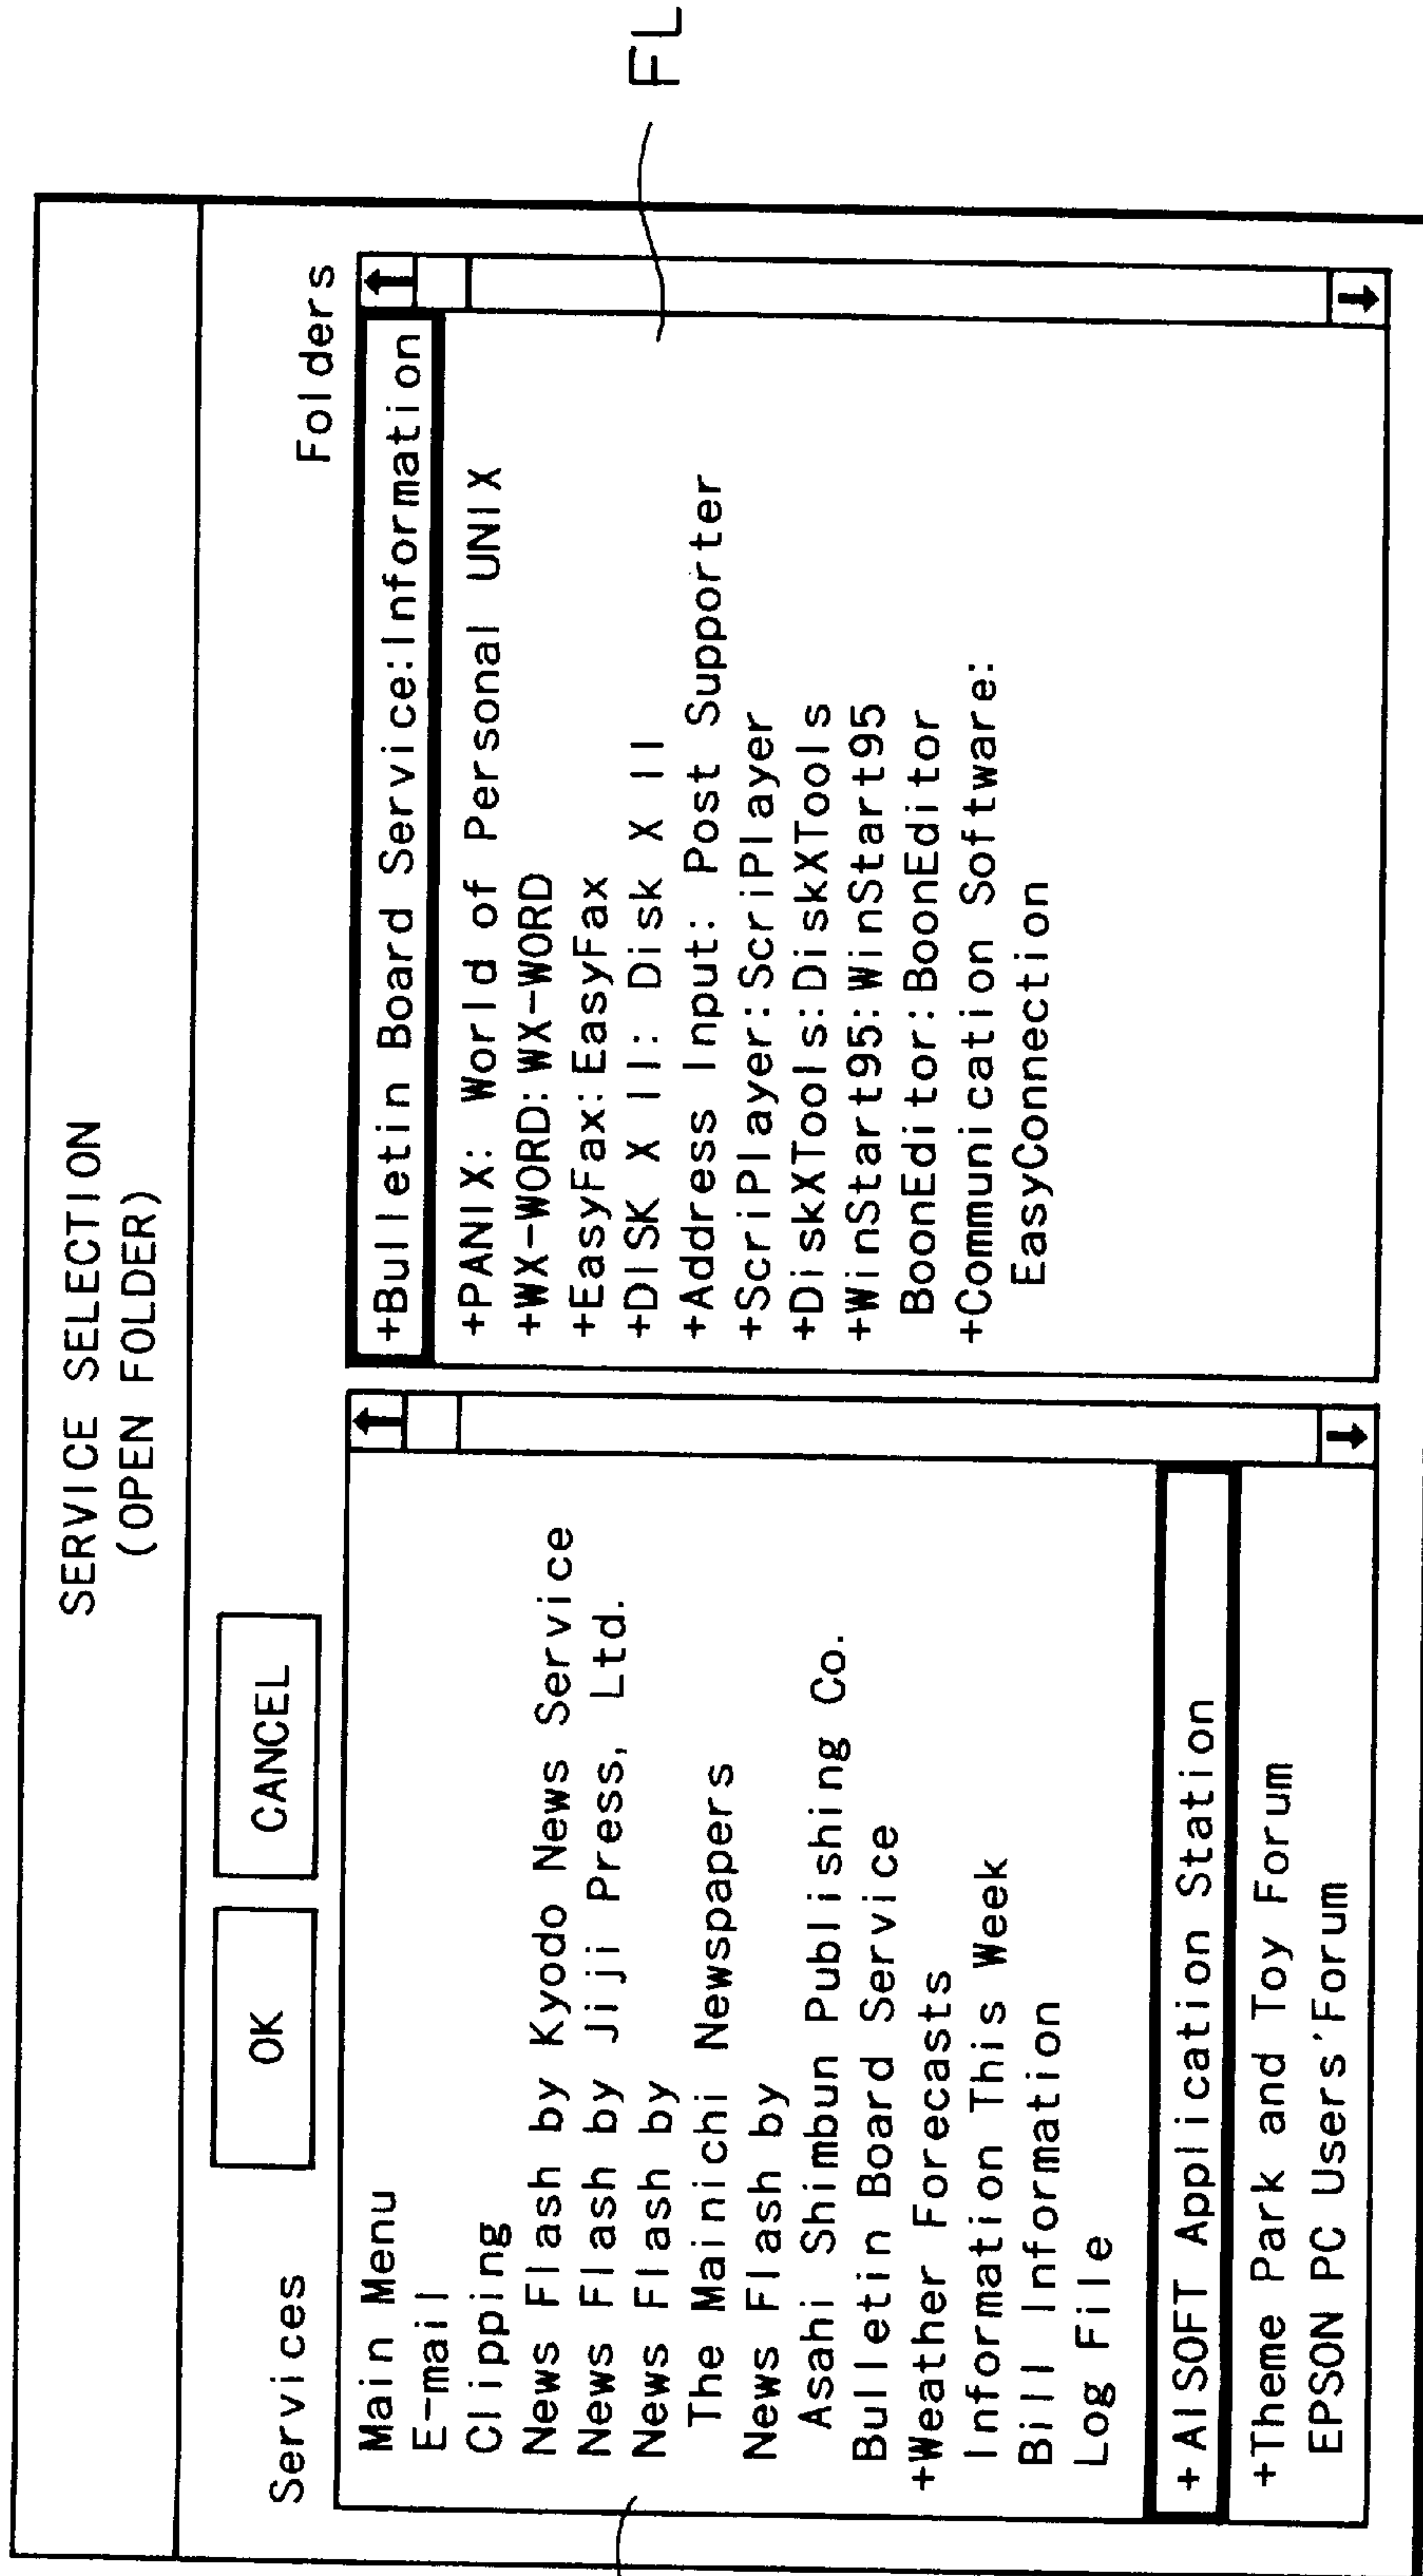 SERVICE SELECTION
(OPEN FOLDER)
OK
CANCEL
Services
Main Menu
E-mail
Clipping
News Flash by Kyodo News Service
News Flash by Jiji Press, Ltd.
News Flash by
The Mainichi Newspapers
News Flash by
Asahi Shimbun Publishing Co.
Bulletin Board Service
+Weather Forecasts
Information This Week
Bill Information
Log File
+AISOFT Application Station
+Theme Park and Toy Forum
EPSON PC Users'Forum
Folders
+Bulletin Board Service:Information
+PANIX: World of Personal UNIX
+WX-WORD:WX-WORD
+EasyFax:EasyFax
+DISK X II: Disk X II
+Address Input: Post Supporter
+ScriPlayer:ScriPlayer
+DiskXTools:DiskXTools
+WinStart95:WinStart95
BoonEditor:BoonEditor
+Communication Software:
EasyConnection
FL